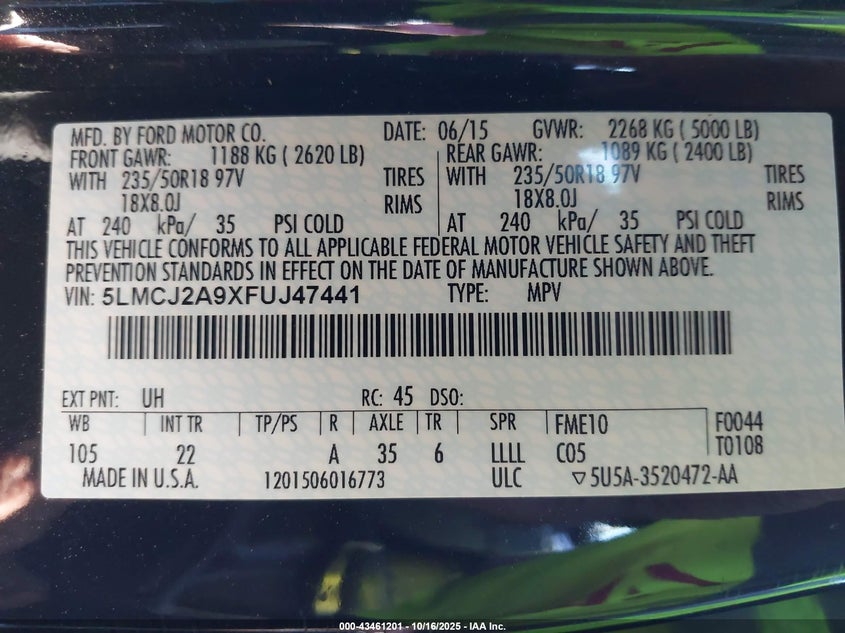 MFD. BY FORD MOTOR CO. DATE: 06/15 GVWR: 2268 KG ( 5000 LB)
FRONT GAWR: 1188 KG ( 2620 LB) REAR GAWR: 1089 KG ( 2400 LB)
WITH 235/50R18 97V TIRES WITH 235/50R18 97V TIRES
18X8.0J RIMS 18X8.0J RIMS
AT 240 kPa/ 35 PSI COLD AT 240 kPa/ 35 PSI COLD
THIS VEHICLE CONFORMS TO ALL APPLICABLE FEDERAL MOTOR VEHICLE SAFETY AND THEFT
PREVENTION STANDARDS IN EFFECT ON THE DATE OF MANUFACTURE SHOWN ABOVE.
VIN: 5LMCJ2A9XFUJ47441 TYPE: MPV
EXT PNT: UH RC: 45 DSO:
WB INT TR TP/PS R AXLE TR SPR FME10 F0044
105 22 A 35 6 LLLL C05 T0108
MADE IN U.S.A. 1201506016773 ULC ▽5U5A-3520472-AA
000-43461201 - 10/16/2025 - IAA Inc.